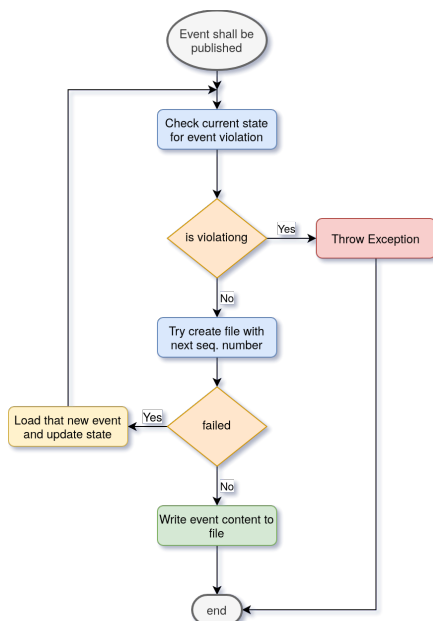 Event shall be
published
Check current state
for event violation
is violationg
Yes
Throw Exception
No
Try create file with
next seq. number
Load that new event
and update state
Yes
failed
No
Write event content to
file
end